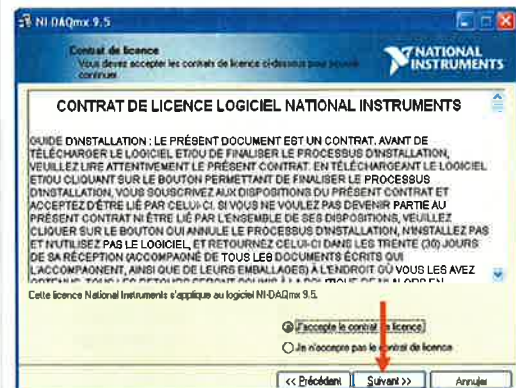 NI-DAQmx 9.5
Contrat de licence
Vous devez accepter les contrats de licence ci-dessous pour pouvoir
continuer.
NATIONAL
INSTRUMENTS
CONTRAT DE LICENCE LOGICIEL NATIONAL INSTRUMENTS
GUIDE D'INSTALLATION : LE PRÉSENT DOCUMENT EST UN CONTRAT. AVANT DE
TÉLÉCHARGER LE LOGICIEL ET/OU DE FINALISER LE PROCESSUS D'INSTALLATION,
VEUILLEZ LIRE ATTENTIVEMENT LE PRÉSENT CONTRAT. EN TÉLÉCHARGEANT LE LOGICIEL
ET/OU CLIQUANT SUR LE BOUTON PERMETTANT DE FINALISER LE PROCESSUS
D'INSTALLATION, VOUS SOUSCRIVEZ AUX DISPOSITIONS DU PRÉSENT CONTRAT ET
ACCEPTEZ D'ÊTRE LIÉ PAR CELUI-CI. SI VOUS NE VOULEZ PAS DEVENIR PARTIE AU
PRÉSENT CONTRAT NI ÊTRE LIÉ PAR L'ENSEMBLE DE SES DISPOSITIONS, VEUILLEZ
CLIQUER SUR LE BOUTON QUI ANNULE LE PROCESSUS D'INSTALLATION, N'INSTALLEZ PAS
ET N'UTILISEZ PAS LE LOGICIEL, ET RETOURNEZ CELUI-CI DANS LES TRENTE (30) JOURS
DE SA RÉCEPTION (ACCOMPAGNÉ DE TOUS LES DOCUMENTS ÉCRITS QUI
L'ACCOMPAGNENT, AINSI QUE DE LEURS EMBALLAGES) À L'ENDROIT OÙ VOUS LES AVEZ
Cette licence National Instruments s'applique au logiciel NI-DAQmx 9.5.
J'accepte le contrat de licence.
Je n'accepte pas le contrat de licence.
<< Précédent
Suivant >>
Annuler